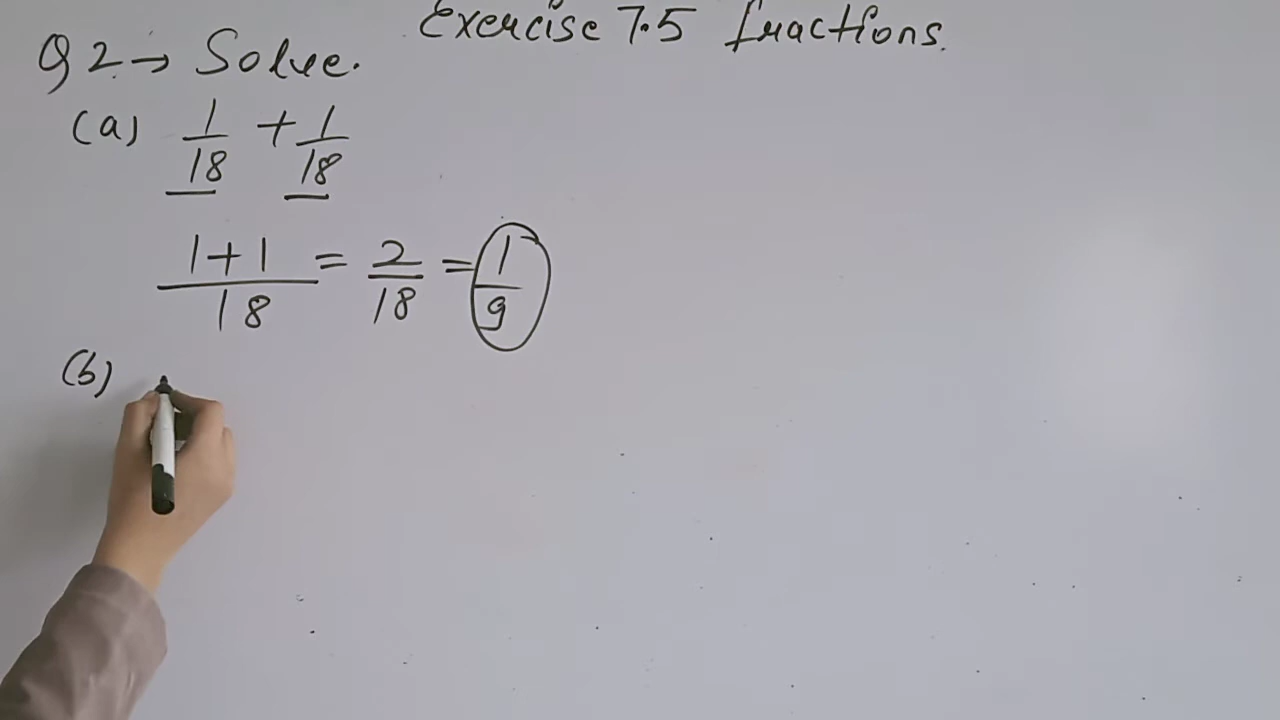 Exercise 7.5 fractions.
Q2→ Solve.
(a) 1/18 + 1/18
1+1/18 = 2/18 = 1/9
(b)